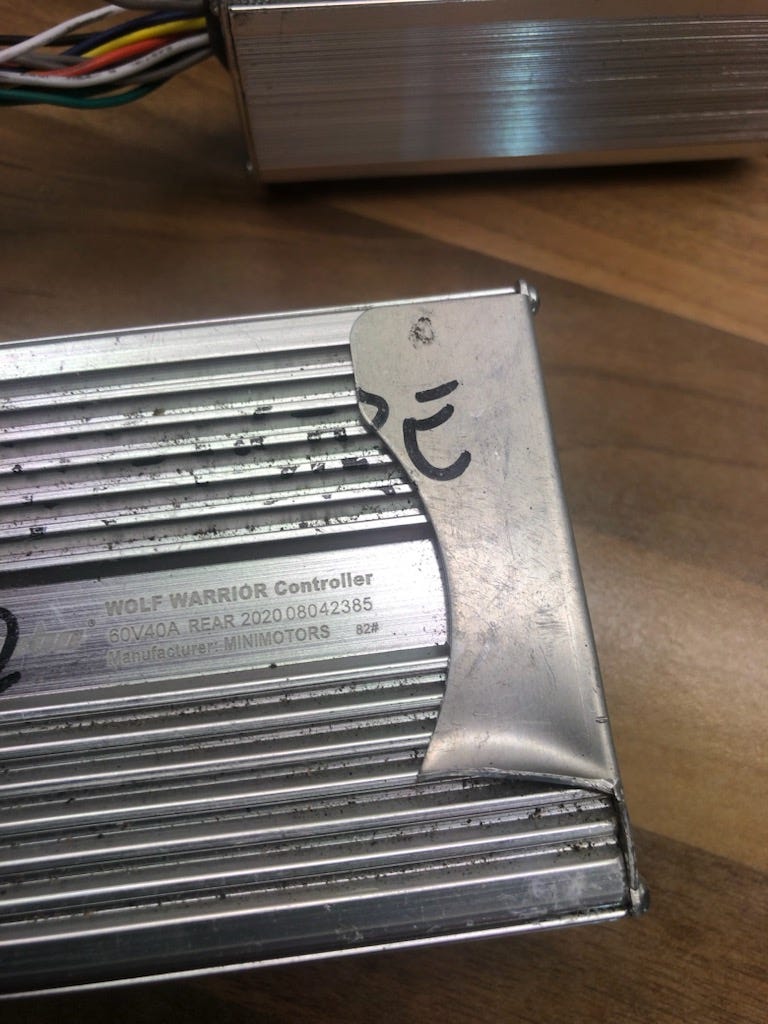 WOLF WARRIOR Controller
60V40A REAR 2020 08042385
Manufacturer: MINIMOTORS 82#